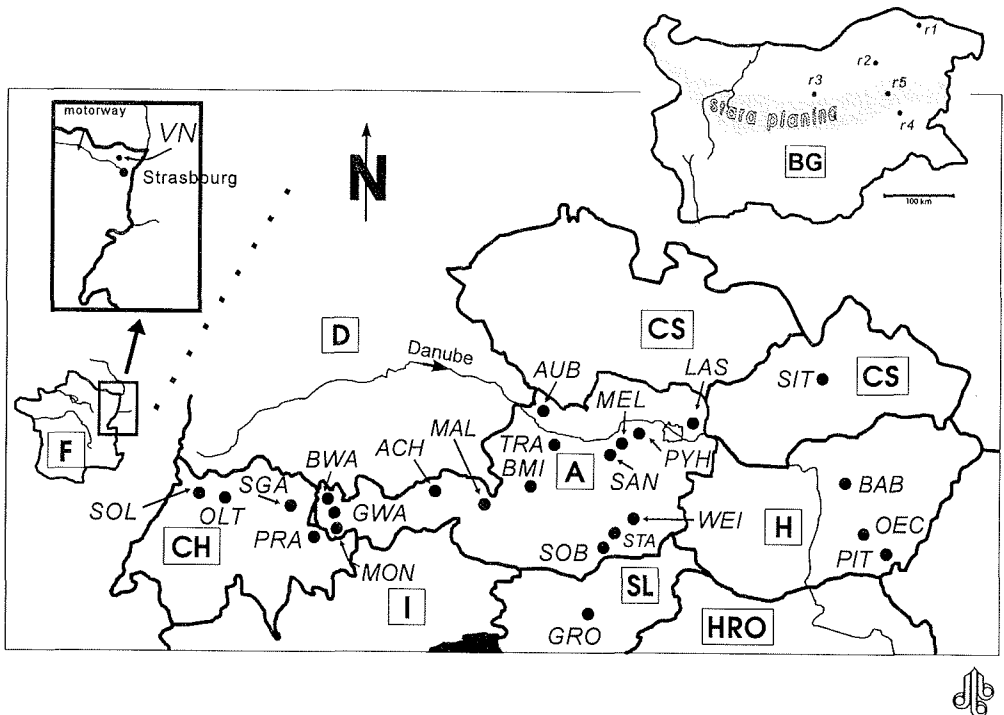 r1
r2
r3
r5
stara planina
r4
BG
100 km
motorway
VN
Strasbourg
N
D
Danube
CS
AUB
MEL
LAS
SIT
CS
F
MAL
TRA
ACH
BMI
A
SAN
PYH
BWA
SGA
SOL
OLT
GWA
BAB
WEI
H
OEC
CH
PRA
MON
SOB
STA
PIT
I
SL
GRO
HRO